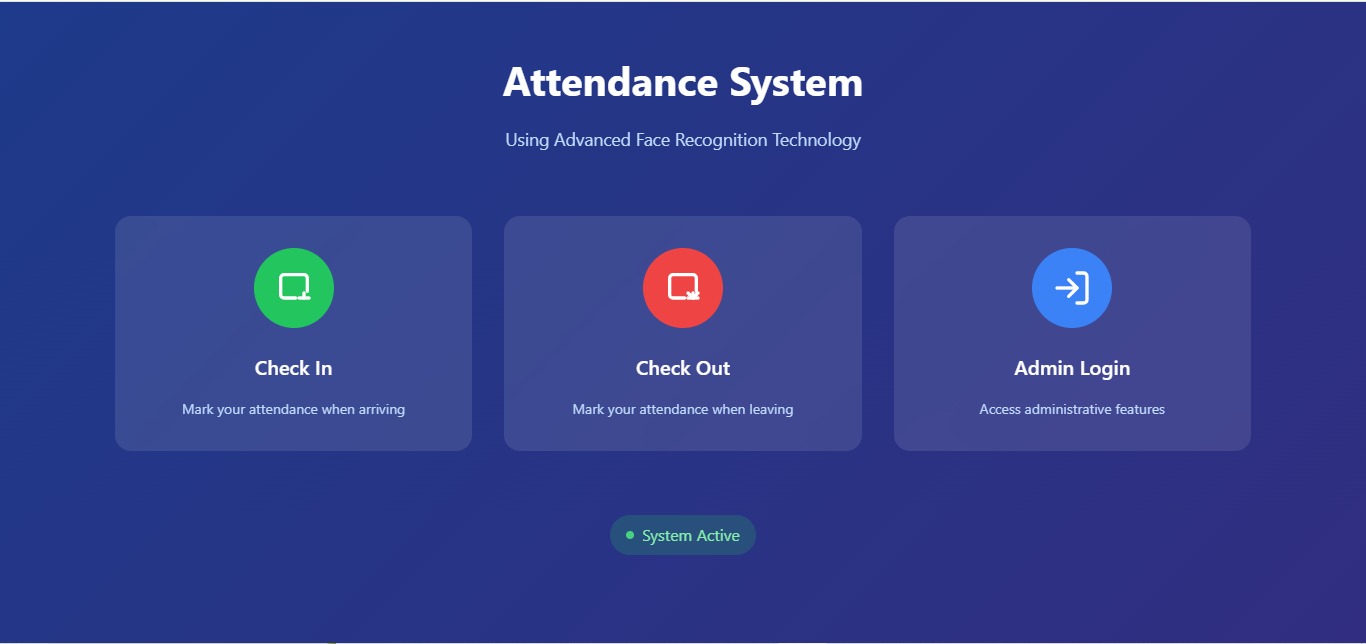 Attendance System
Using Advanced Face Recognition Technology
Check In
Mark your attendance when arriving
Check Out
Mark your attendance when leaving
Admin Login
Access administrative features
System Active